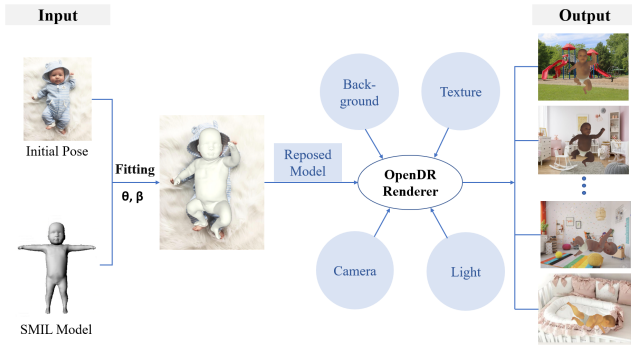 Input
Output
Initial Pose
Fitting
θ, β
SMIL Model
Reposed
Model
Back-
ground
Texture
OpenDR
Renderer
Camera
Light